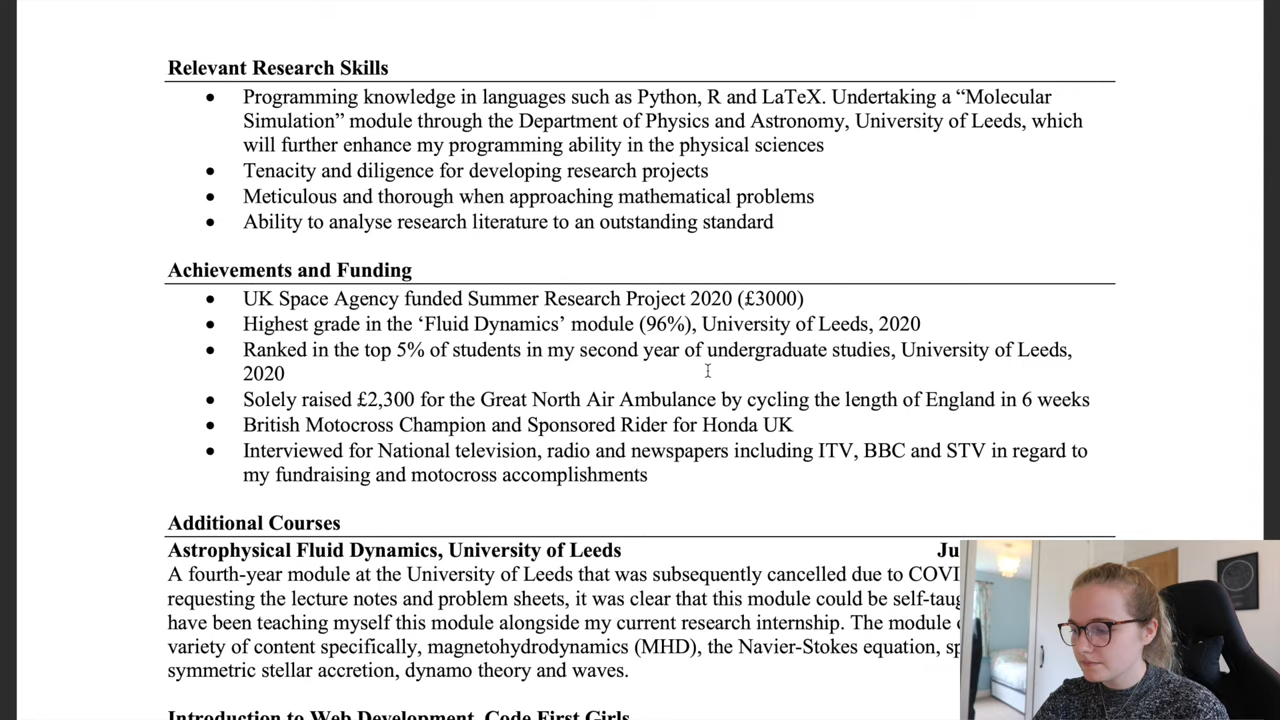 Relevant Research Skills
Programming knowledge in languages such as Python, R and LaTeX. Undertaking a “Molecular
Simulation” module through the Department of Physics and Astronomy, University of Leeds, which
will further enhance my programming ability in the physical sciences
Tenacity and diligence for developing research projects
Meticulous and thorough when approaching mathematical problems
Ability to analyse research literature to an outstanding standard
Achievements and Funding
UK Space Agency funded Summer Research Project 2020 (£3000)
Highest grade in the ‘Fluid Dynamics’ module (96%), University of Leeds, 2020
Ranked in the top 5% of students in my second year of undergraduate studies, University of Leeds,
2020
Solely raised £2,300 for the Great North Air Ambulance by cycling the length of England in 6 weeks
British Motocross Champion and Sponsored Rider for Honda UK
Interviewed for National television, radio and newspapers including ITV, BBC and STV in regard to
my fundraising and motocross accomplishments
Additional Courses
Astrophysical Fluid Dynamics, University of Leeds Ju
A fourth-year module at the University of Leeds that was subsequently cancelled due to COVI
requesting the lecture notes and problem sheets, it was clear that this module could be self-taug
have been teaching myself this module alongside my current research internship. The module
variety of content specifically, magnetohydrodynamics (MHD), the Navier-Stokes equation, sp
symmetric stellar accretion, dynamo theory and waves.
Introduction to Web Development, Code First Girls